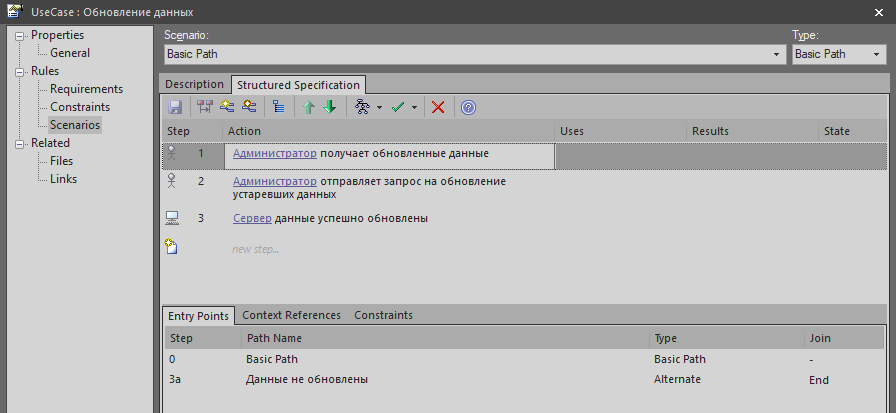 UseCase : Обновление данных
Properties
General
Rules
Requirements
Constraints
Scenarios
Related
Files
Links
Scenario:
Type:
Basic Path
Basic Path
Description
Structured Specification
Step
Action
Uses
Results
State
1
Администратор получает обновленные данные
2
Администратор отправляет запрос на обновление
устаревших данных
3
Сервер данные успешно обновлены
new step...
Entry Points
Context References
Constraints
Step
Path Name
Type
Join
0
Basic Path
Basic Path
-
3a
Данные не обновлены
Alternate
End